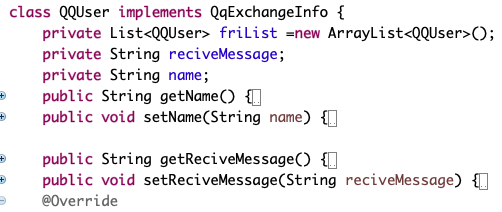 class QQUser implements QqExchangeInfo {
    private List<QQUser> friList =new ArrayList<QQUser>();
    private String reciveMessage;
    private String name;
    public String getName() {
    public void setName(String name) {

    public String getReciveMessage() {
    public void setReciveMessage(String reciveMessage) {
    @Override